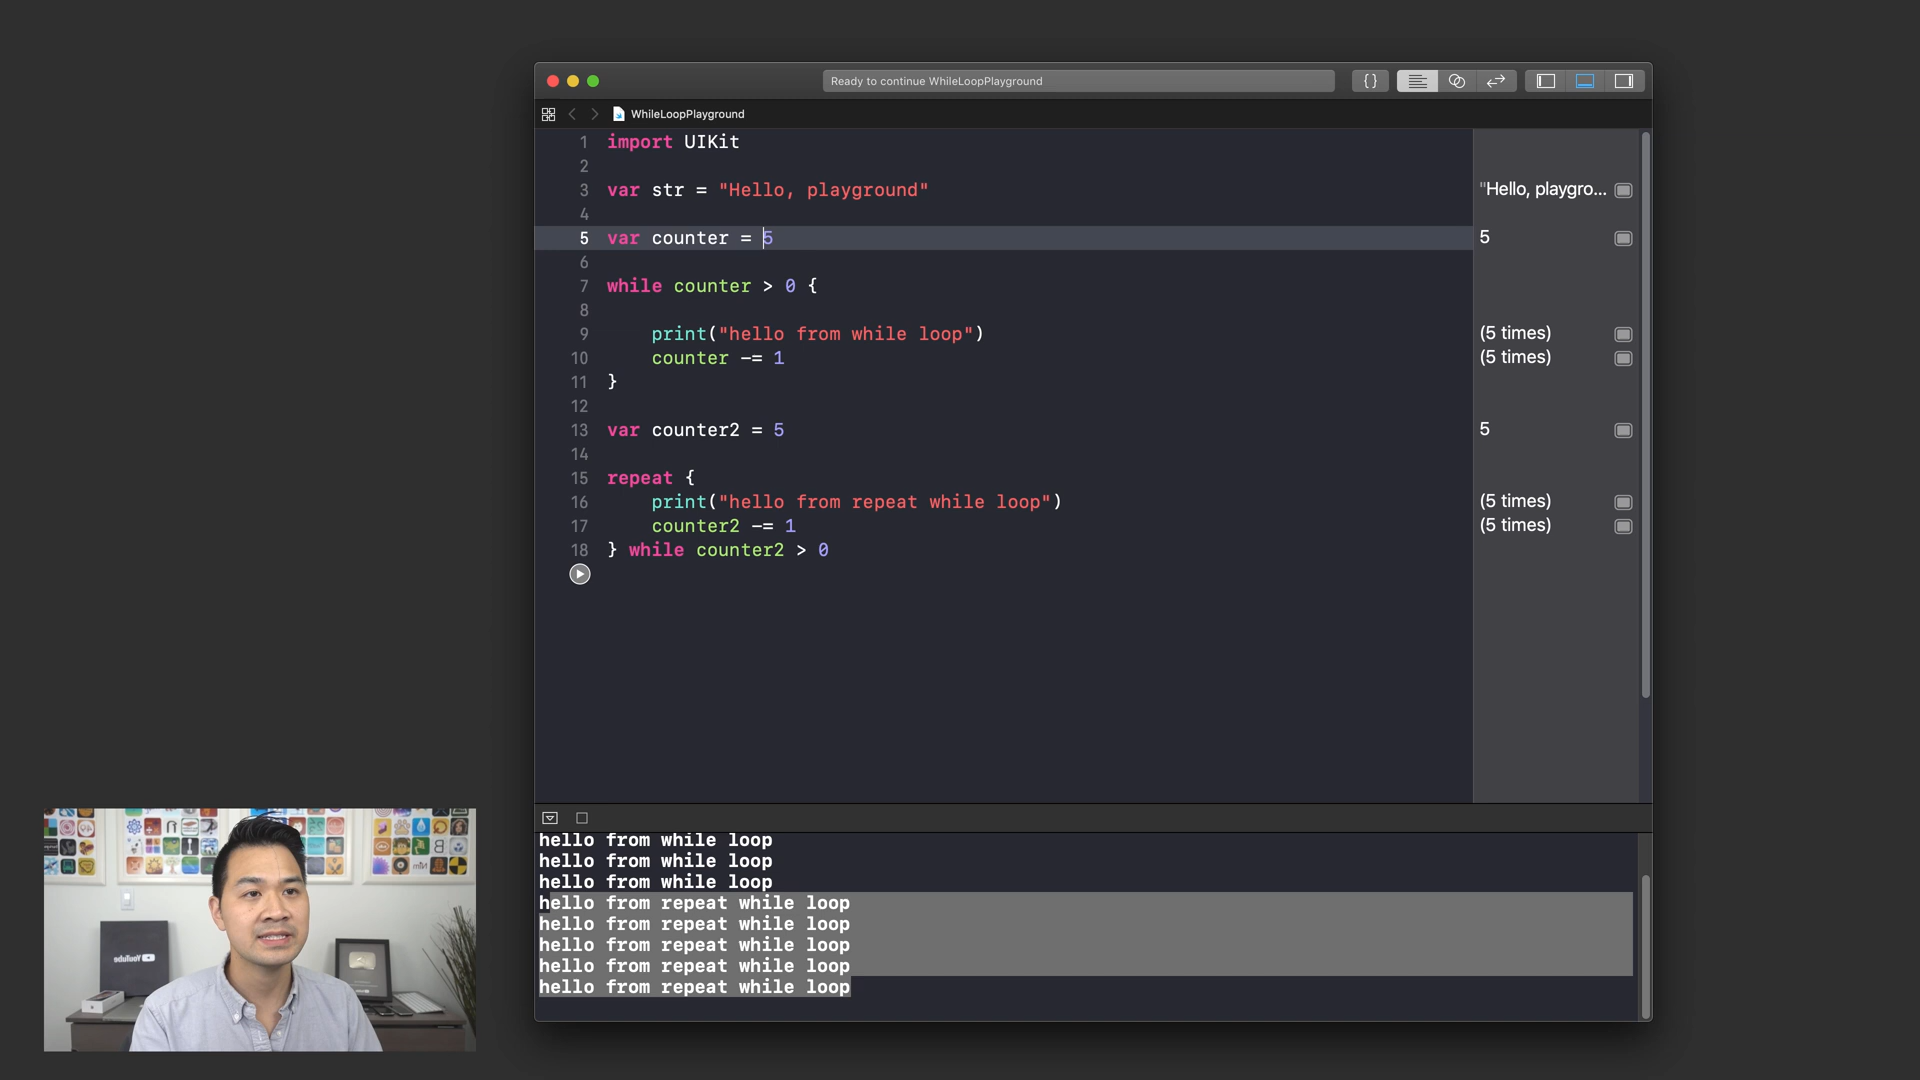 Ready to continue WhileLoopPlayground
{ }
WhileLoopPlayground
1 import UIKit
2
3 var str = "Hello, playground"
"Hello, playgro...
4
5 var counter = 5
5
6
7 while counter > 0 {
8
9 print("hello from while loop")
(5 times)
10 counter -= 1
(5 times)
11 }
12
13 var counter2 = 5
5
14
15 repeat {
16 print("hello from repeat while loop")
(5 times)
17 counter2 -= 1
(5 times)
18 } while counter2 > 0
hello from while loop
hello from while loop
hello from while loop
hello from repeat while loop
hello from repeat while loop
hello from repeat while loop
hello from repeat while loop
hello from repeat while loop
YouTube